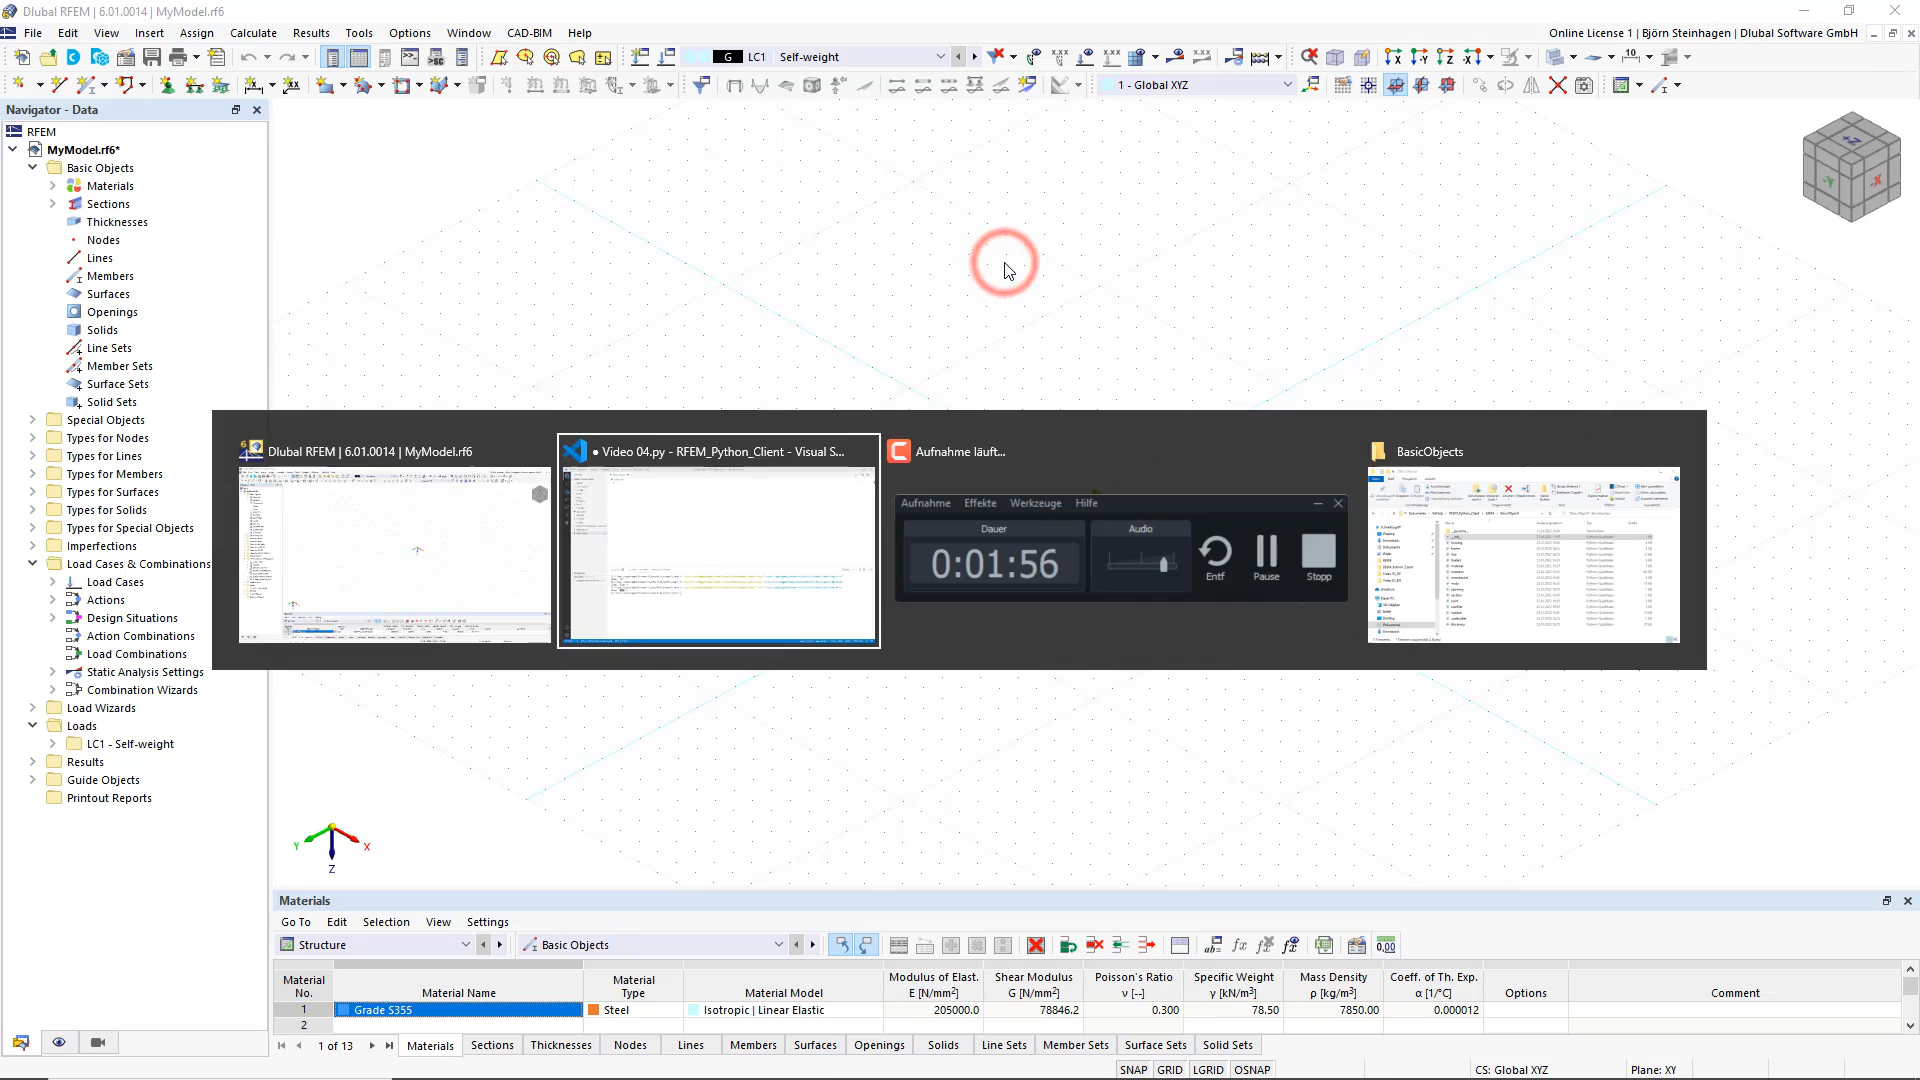 Dlubal RFEM | 6.01.0014 | MyModel.rf6
File Edit View Insert Assign Calculate Results Tools Options Window CAD-BIM Help
Online License 1 | Björn Steinhagen | Dlubal Software GmbH
G LC1 Self-weight
1 - Global XYZ
Navigator - Data
RFEM
MyModel.rf6*
Basic Objects
Materials
Sections
Thicknesses
Nodes
Lines
Members
Surfaces
Openings
Solids
Line Sets
Member Sets
Surface Sets
Solid Sets
Special Objects
Types for Nodes
Types for Lines
Types for Members
Types for Surfaces
Types for Solids
Types for Special Objects
Imperfections
Load Cases & Combinations
Load Cases
Actions
Design Situations
Action Combinations
Load Combinations
Static Analysis Settings
Combination Wizards
Load Wizards
Loads
LC1 - Self-weight
Results
Guide Objects
Printout Reports
+Z
-Y
-X
Dlubal RFEM | 6.01.0014 | MyModel.rf6
● Video 04.py - RFEM_Python_Client - Visual S...
Aufnahme läuft...
BasicObjects
Aufnahme Effekte Werkzeuge Hilfe
Dauer
Audio
0:01:56
Entf Pause Stopp
Y X
Z
Materials
Go To Edit Selection View Settings
Structure
Basic Objects
Material No.
Material Name
Material Type
Material Model
Modulus of Elast. E [N/mm²]
Shear Modulus G [N/mm²]
Poisson's Ratio ν [--]
Specific Weight γ [kN/m³]
Mass Density ρ [kg/m³]
Coeff. of Th. Exp. α [1/°C]
Options
Comment
1 Grade S355 Steel Isotropic | Linear Elastic 205000.0 78846.2 0.300 78.50 7850.00 0.000012
2
1 of 13 Materials Sections Thicknesses Nodes Lines Members Surfaces Openings Solids Line Sets Member Sets Surface Sets Solid Sets
SNAP GRID LGRID OSNAP CS: Global XYZ Plane: XY